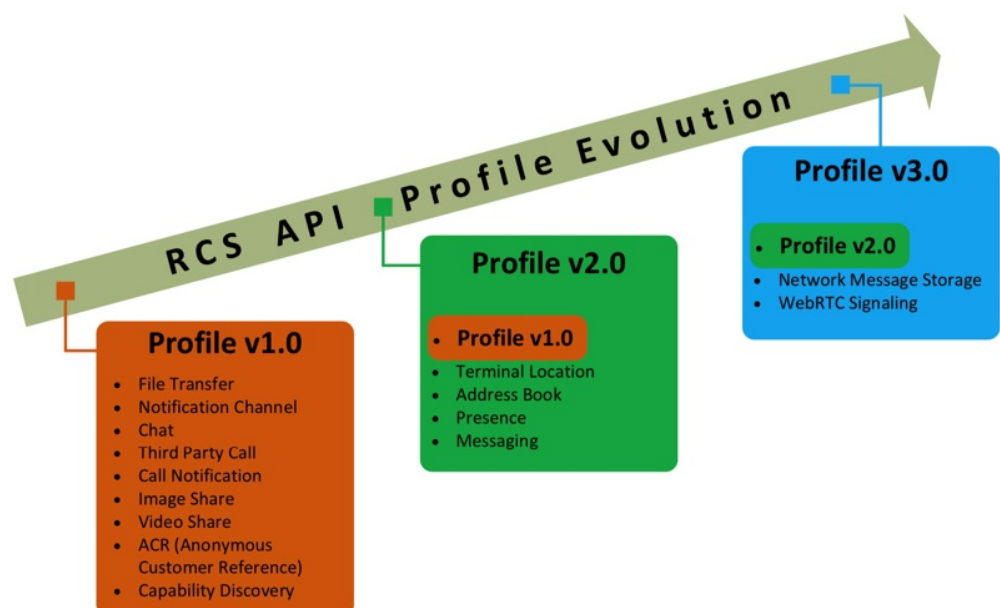 RCS API Profile Evolution
Profile v1.0
• File Transfer
• Notification Channel
• Chat
• Third Party Call
• Call Notification
• Image Share
• Video Share
• ACR (Anonymous
Customer Reference)
• Capability Discovery
Profile v2.0
• Profile v1.0
• Terminal Location
• Address Book
• Presence
• Messaging
Profile v3.0
• Profile v2.0
• Network Message Storage
• WebRTC Signaling